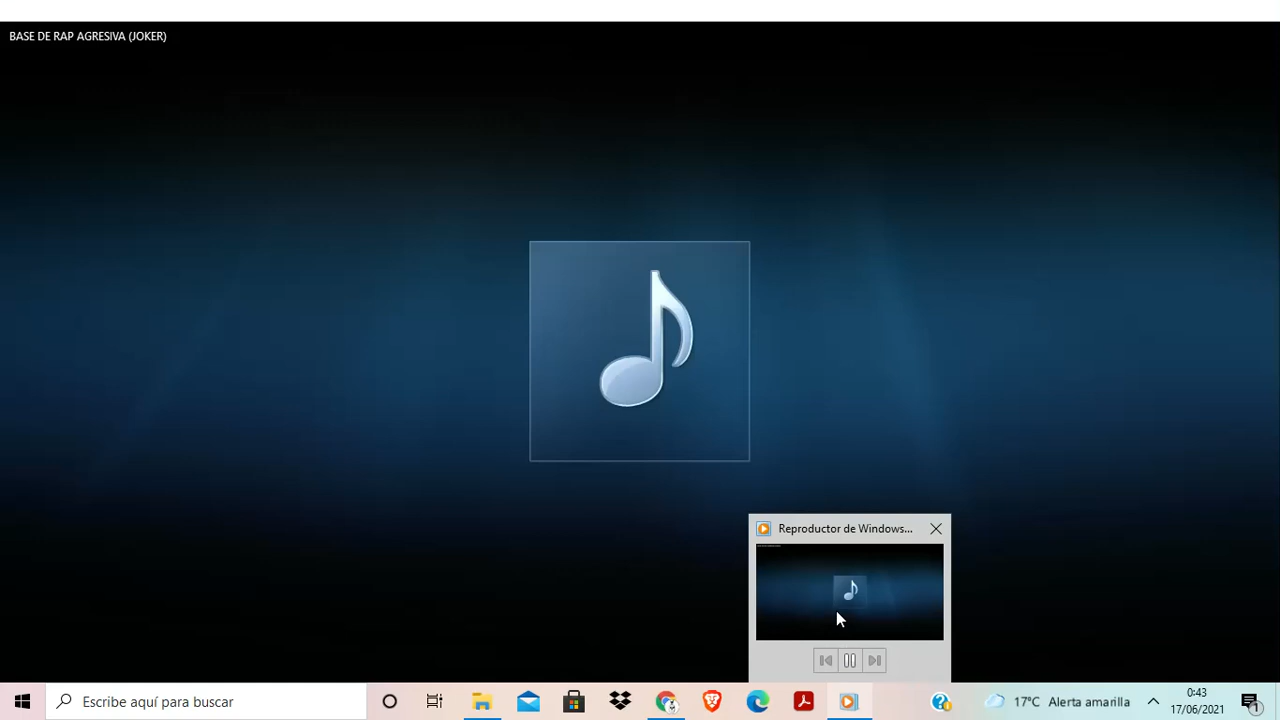 BASE DE RAP AGRESIVA (JOKER)
Reproductor de Windows...
Escribe aquí para buscar
17°C Alerta amarilla
0:43
17/06/2021
1